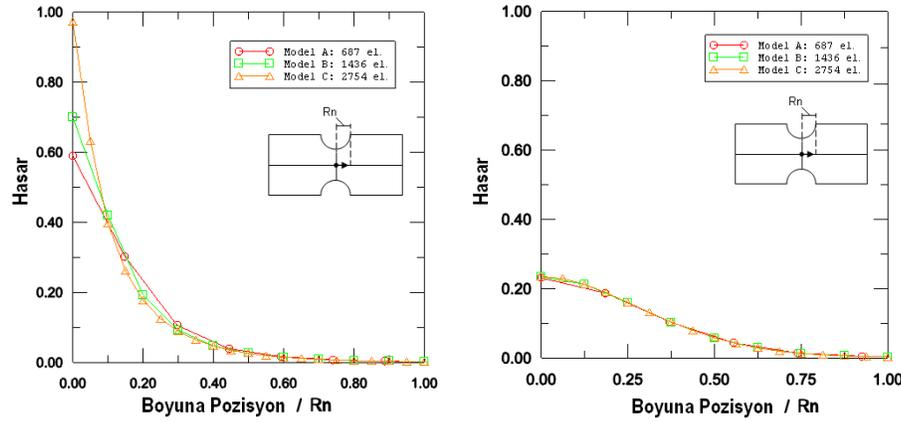 1.00
0.80
0.60
0.40
0.20
0.00
Hasar
Model A: 687 el.
Model B: 1436 el.
Model C: 2754 el.
Rn
0.00 0.20 0.40 0.60 0.80 1.00
Boyuna Pozisyon / Rn
1.00
0.80
0.60
0.40
0.20
0.00
Hasar
Model A: 687 el.
Model B: 1436 el.
Model C: 2754 el.
Rn
0.00 0.25 0.50 0.75 1.00
Boyuna Pozisyon / Rn